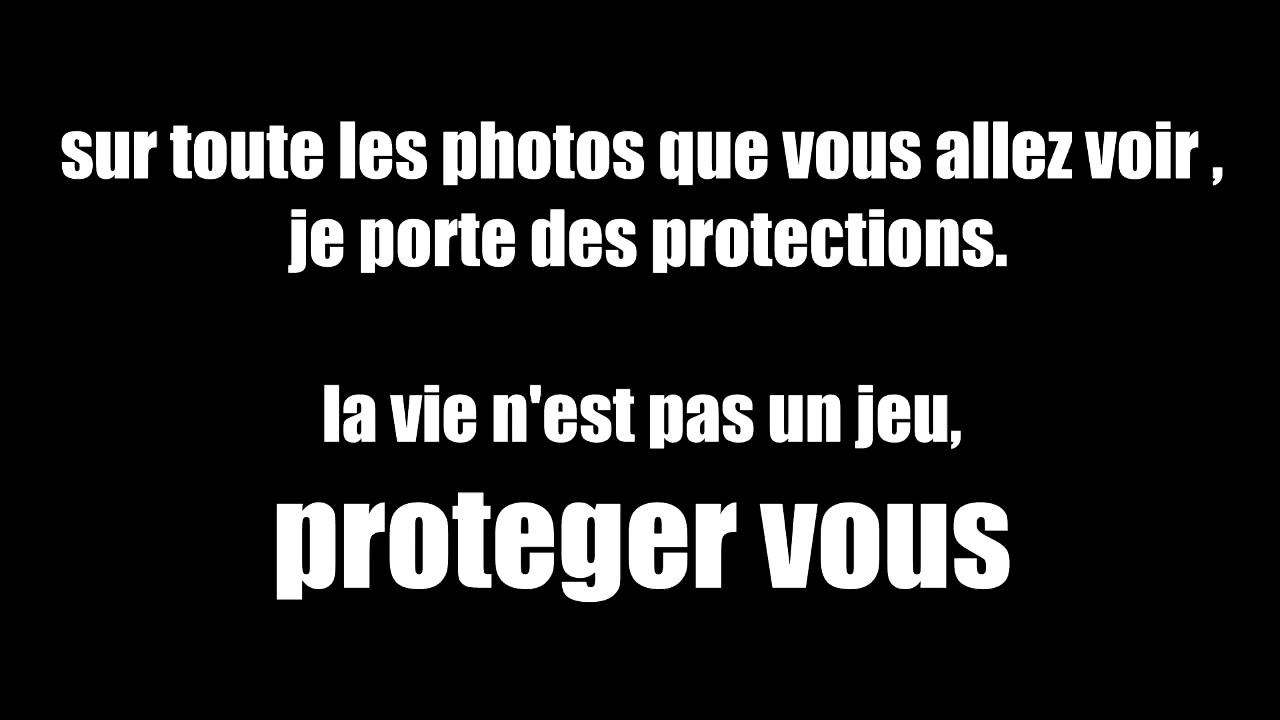 sur toute les photos que vous allez voir ,
je porte des protections.
la vie n'est pas un jeu,
proteger vous